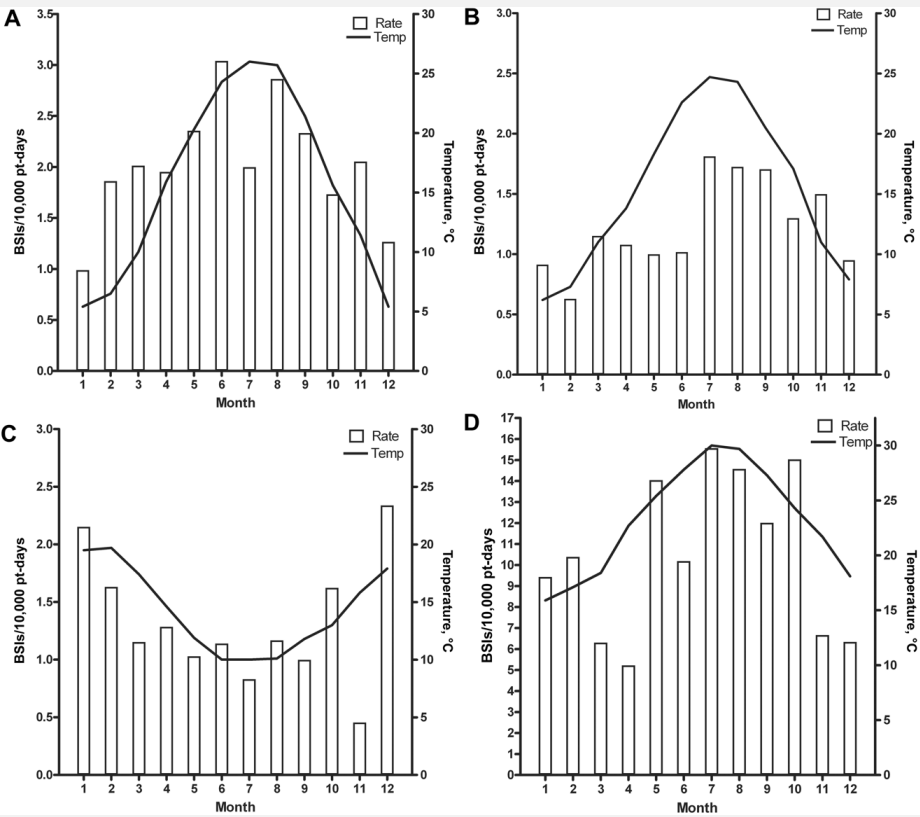 A
3.5
3.0
2.5
2.0
1.5
1.0
0.5
0.0
BSIs/10,000 pt-days
30
25
20
15
10
5
0
Temperature, °C
Rate
Temp
1 2 3 4 5 6 7 8 9 10 11 12
Month
B
3.0
2.5
2.0
1.5
1.0
0.5
0.0
BSIs/10,000 pt-days
30
25
20
15
10
5
0
Temperature, °C
Rate
Temp
1 2 3 4 5 6 7 8 9 10 11 12
Month
C
3.0
2.5
2.0
1.5
1.0
0.5
0.0
BSIs/10,000 pt-days
30
25
20
15
10
5
0
Temperature, °C
Rate
Temp
1 2 3 4 5 6 7 8 9 10 11 12
Month
D
17
16
15
14
13
12
11
10
9
8
7
6
5
4
3
2
1
0
BSIs/10,000 pt-days
30
25
20
15
10
5
0
Temperature, °C
Rate
Temp
1 2 3 4 5 6 7 8 9 10 11 12
Month